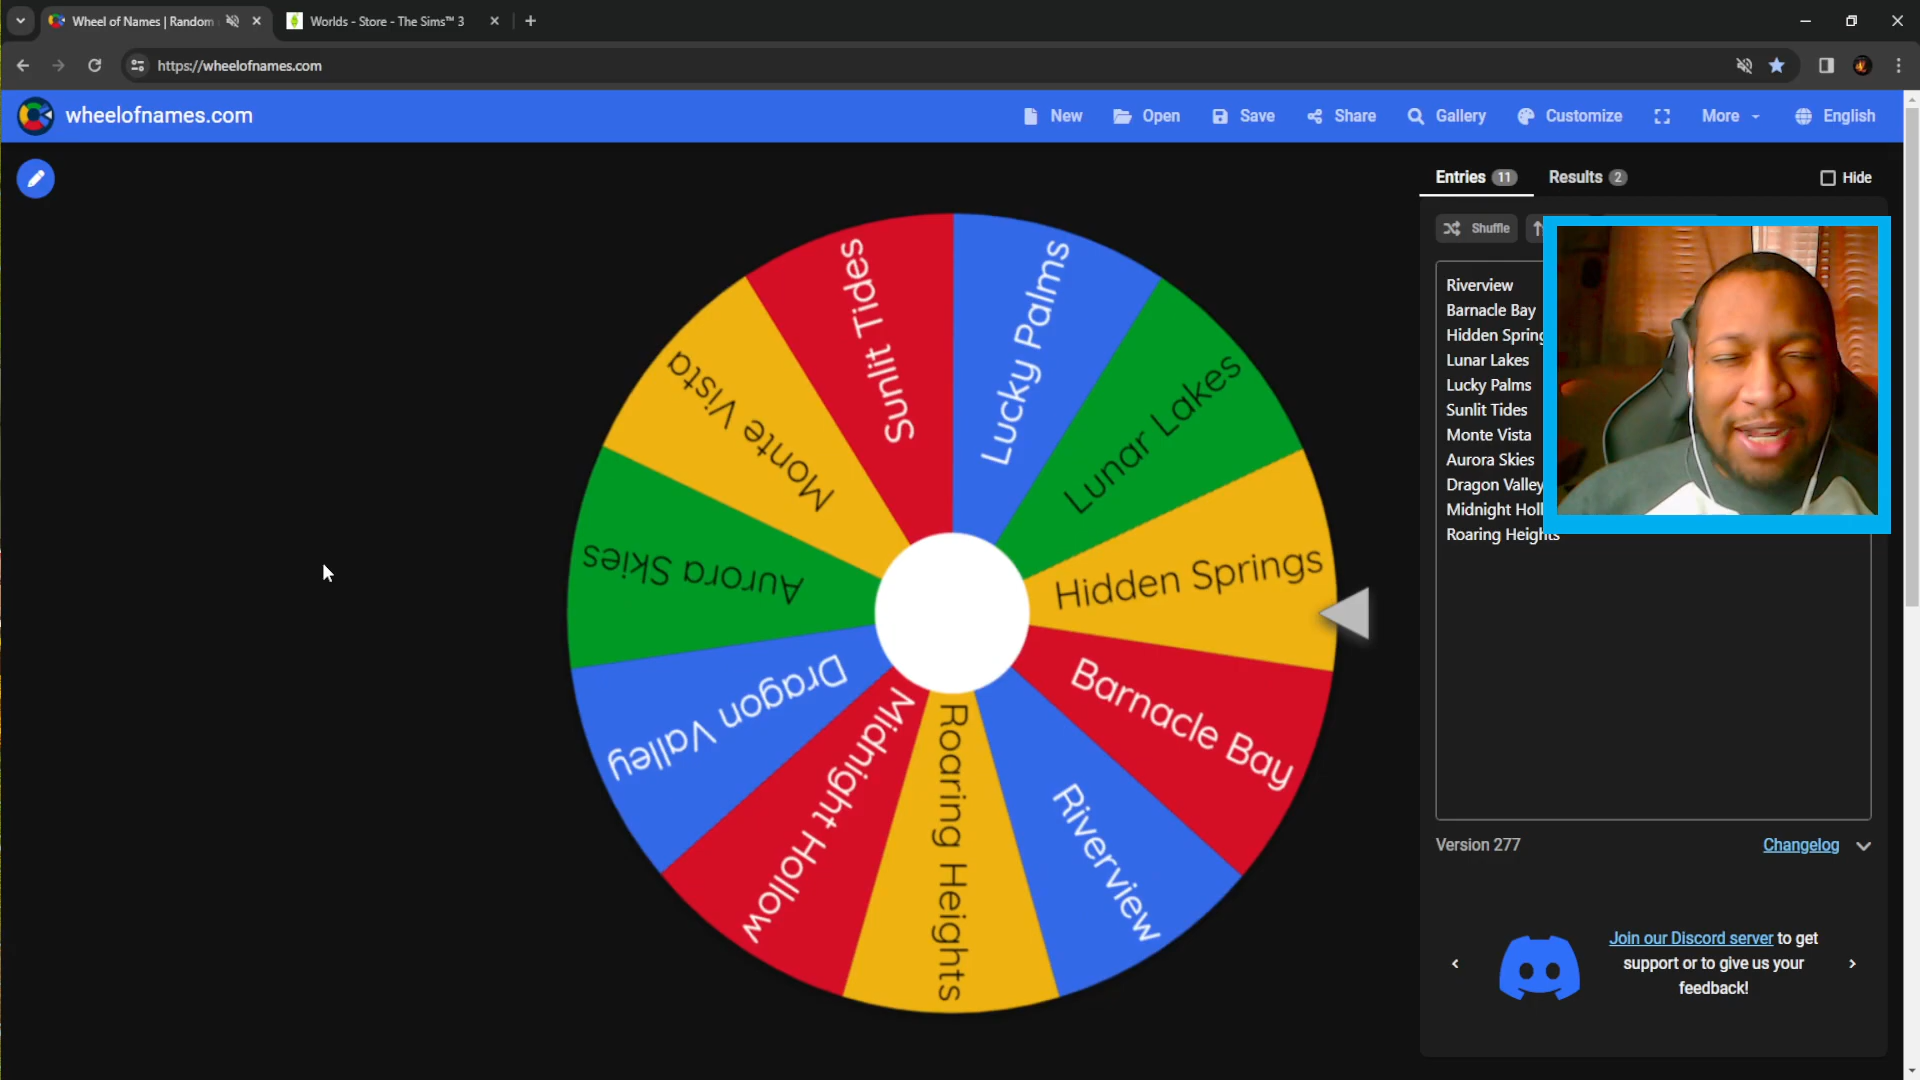 Wheel of Names | Random
Worlds - Store - The Sims™ 3
https://wheelofnames.com
wheelofnames.com
New
Open
Save
Share
Gallery
Customize
More
English
Entries 11
Results 2
Hide
Shuffle
Riverview
Barnacle Bay
Hidden Spring
Lunar Lakes
Lucky Palms
Sunlit Tides
Monte Vista
Aurora Skies
Dragon Valley
Midnight Holl
Roaring Heights
Sunlit Tides
Lucky Palms
Lunar Lakes
Hidden Springs
Barnacle Bay
Riverview
Roaring Heights
Midnight Hollow
Dragon Valley
Aurora Skies
Monte Vista
Version 277
Changelog
Join our Discord server to get
support or to give us your
feedback!